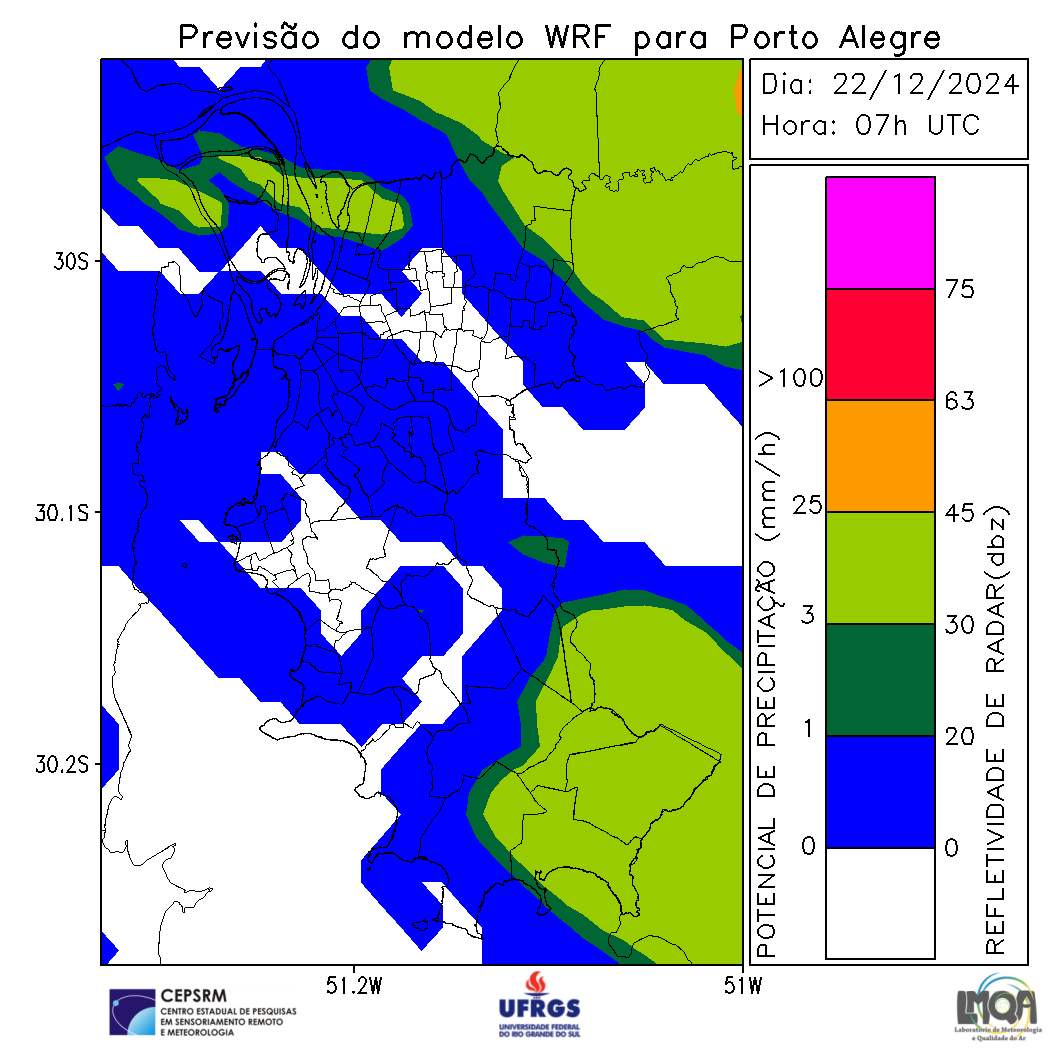 Previsão do modelo WRF para Porto Alegre
Dia: 22/12/2024
Hora: 07h UTC
30S
30.1S
30.2S
51.2W
51W
POTENCIAL DE PRECIPITAÇÃO (mm/h)
>100
25
3
1
0
75
63
45
30
20
0
REFLETIVIDADE DE RADAR(dbz)
CEPSRM
CENTRO ESTADUAL DE PESQUISAS
EM SENSORIAMENTO REMOTO
E METEOROLOGIA
UFRGS
UNIVERSIDADE FEDERAL
DO RIO GRANDE DO SUL
LMQA
Laboratório de Meteorologia
e Qualidade do Ar